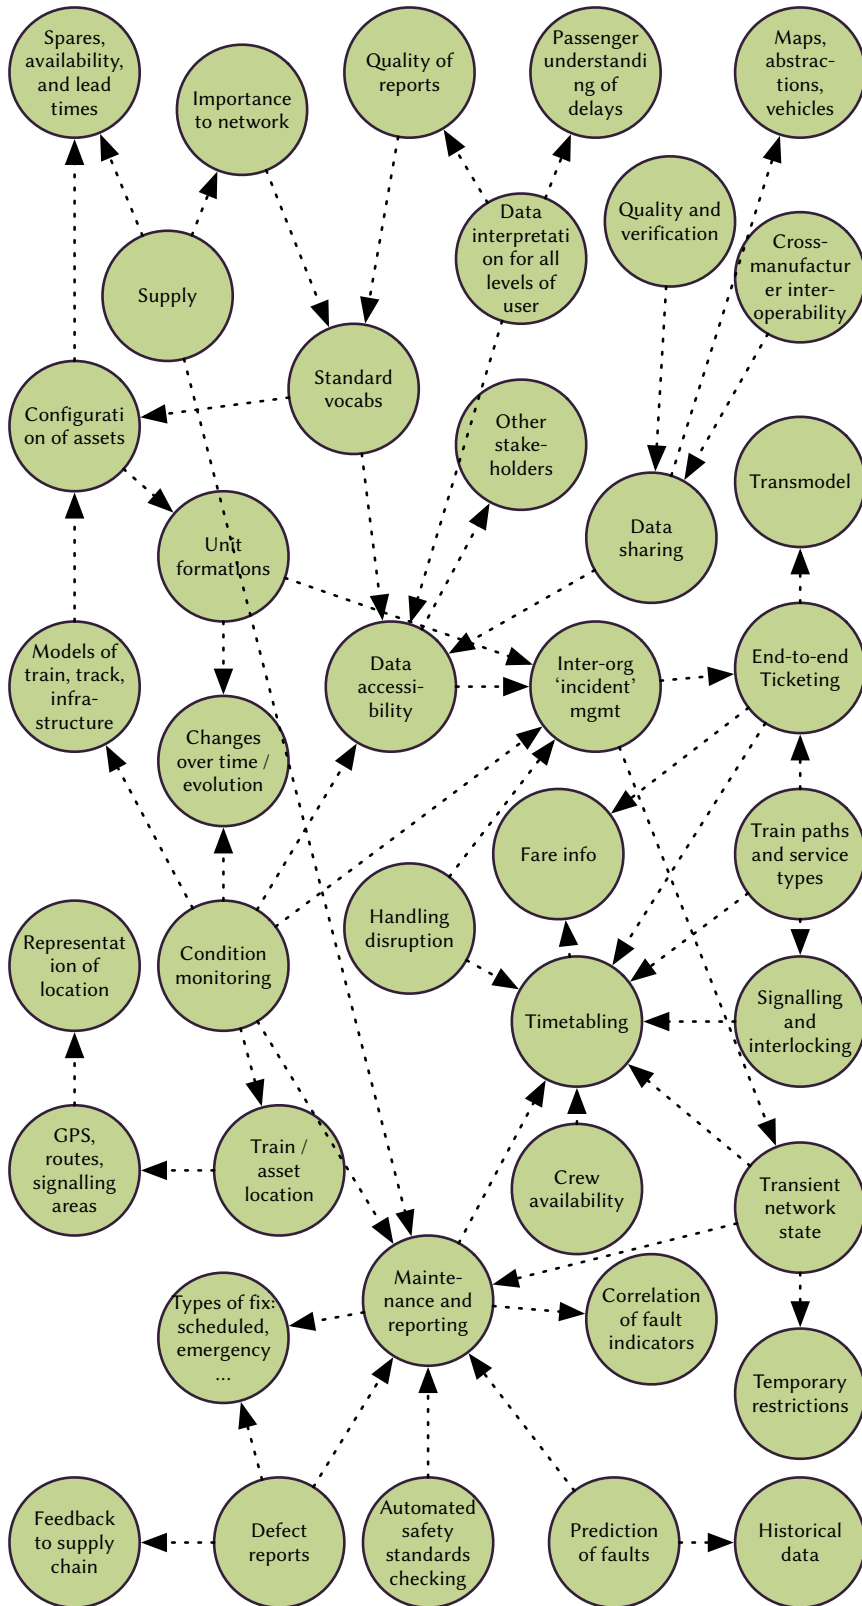 Spares,
availability,
and lead
times
Importance
to network
Quality of
reports
Passenger
understandi
ng of
delays
Maps,
abstrac-
tions,
vehicles
Supply
Data
interpretati
on for all
levels of
user
Quality and
verification
Cross-
manufactur
er inter-
operability
Configurati
on of assets
Standard
vocabs
Other
stake-
holders
Transmodel
Unit
formations
Data
sharing
Models of
train, track,
infra-
structure
Data
accessi-
bility
Inter-org
‘incident’
mgmt
End-to-end
Ticketing
Changes
over time /
evolution
Fare info
Train paths
and service
types
Representat
ion of
location
Condition
monitoring
Handling
disruption
Timetabling
Signalling
and
interlocking
GPS,
routes,
signalling
areas
Train /
asset
location
Crew
availability
Transient
network
state
Types of fix:
scheduled,
emergency
...
Mainte-
nance and
reporting
Correlation
of fault
indicators
Temporary
restrictions
Feedback
to supply
chain
Defect
reports
Automated
safety
standards
checking
Prediction
of faults
Historical
data